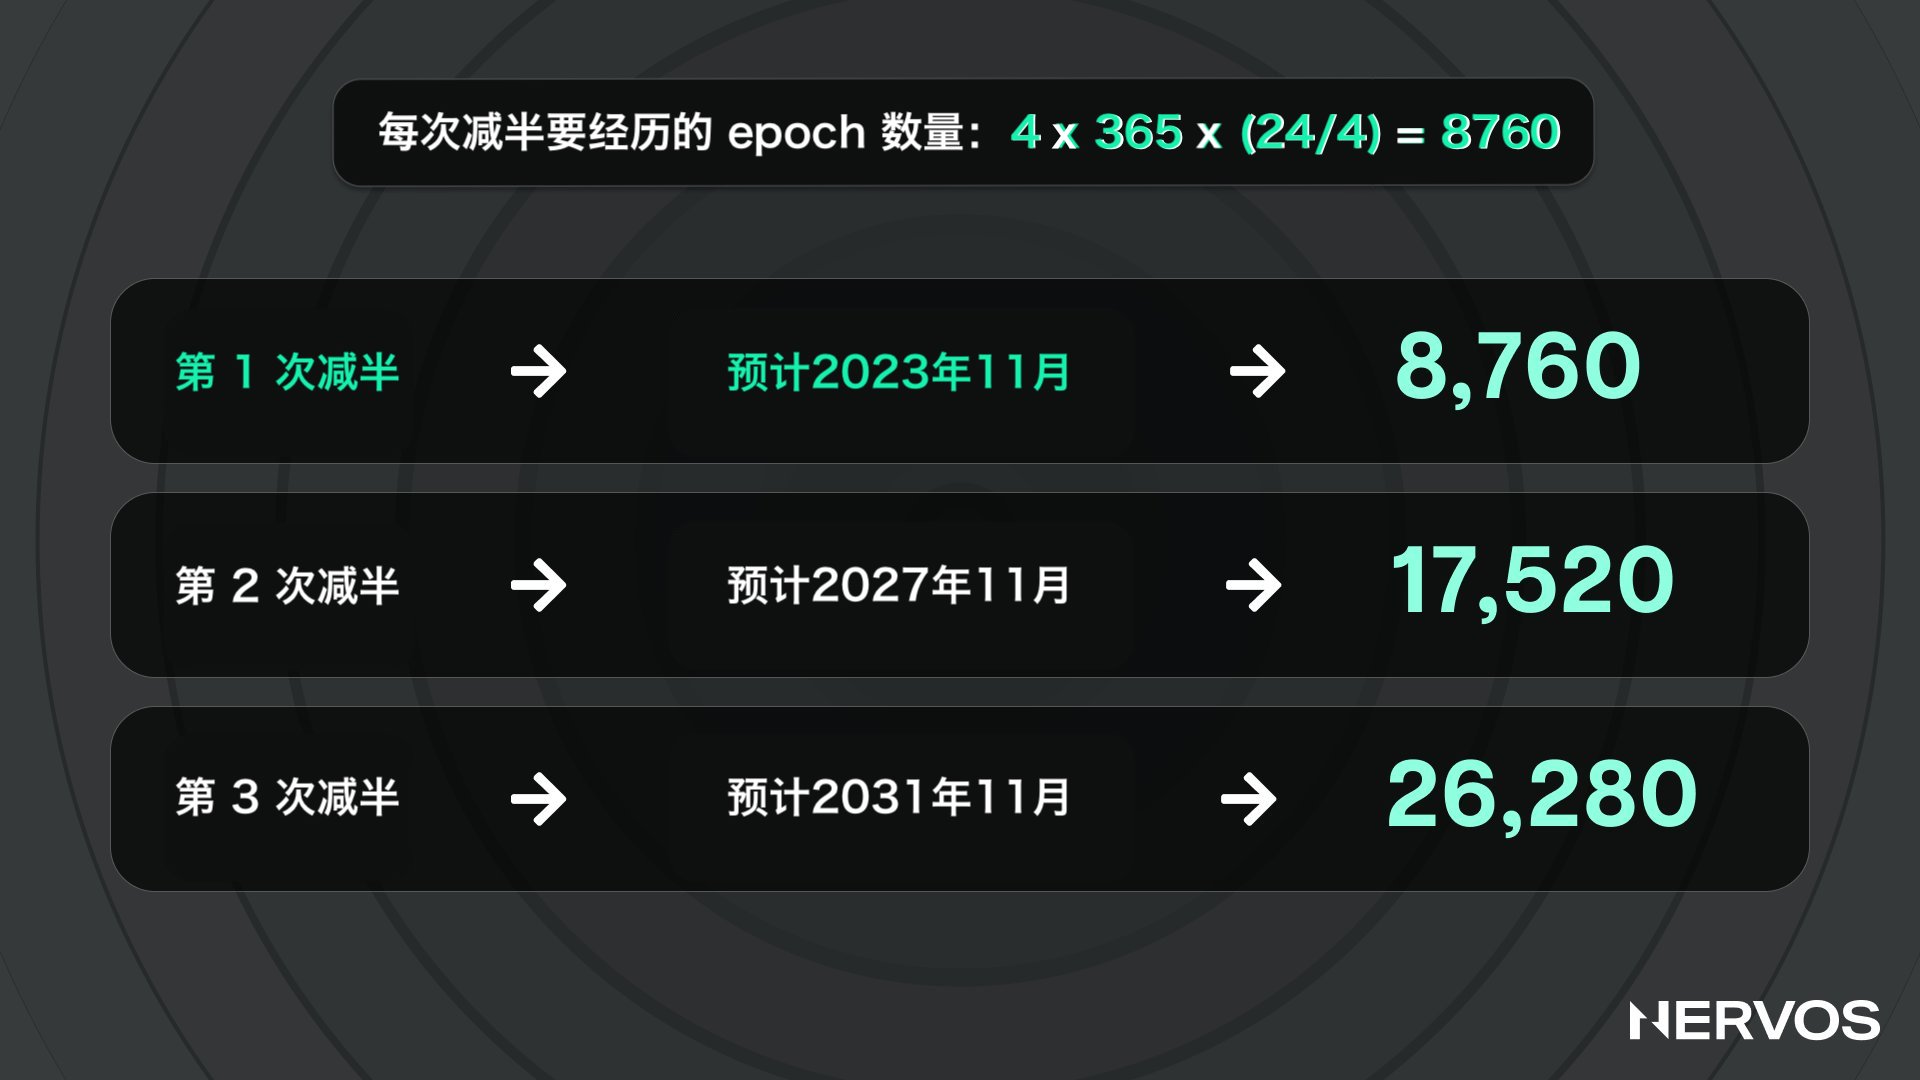 每次减半要经历的 epoch 数量：4 x 365 x (24/4) = 8760
第 1 次减半 → 预计2023年11月 → 8,760
第 2 次减半 → 预计2027年11月 → 17,520
第 3 次减半 → 预计2031年11月 → 26,280
NERVOS